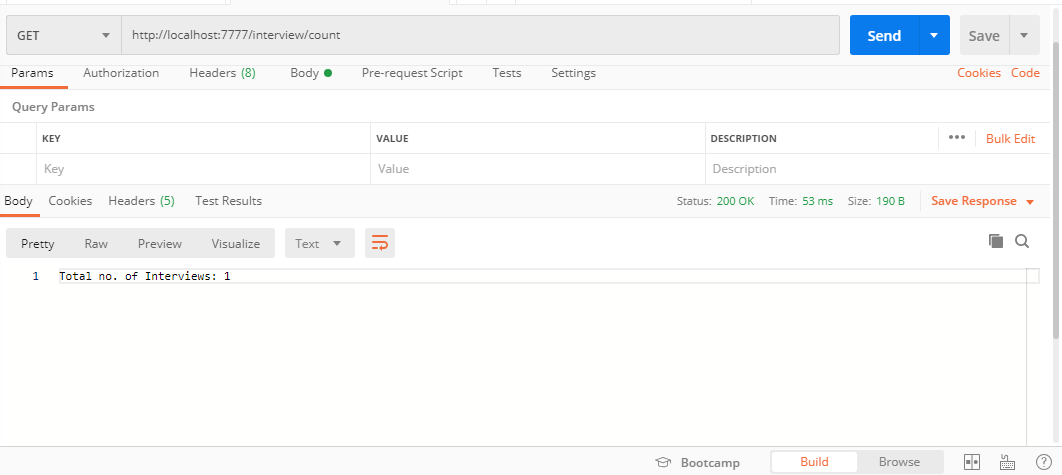 GET http://localhost:7777/interview/count Send Save
Params Authorization Headers (8) Body Pre-request Script Tests Settings Cookies Code
Query Params
KEY VALUE DESCRIPTION ••• Bulk Edit
Key Value Description
Body Cookies Headers (5) Test Results Status: 200 OK Time: 53 ms Size: 190 B Save Response
Pretty Raw Preview Visualize Text
1 Total no. of Interviews: 1
Bootcamp Build Browse ?